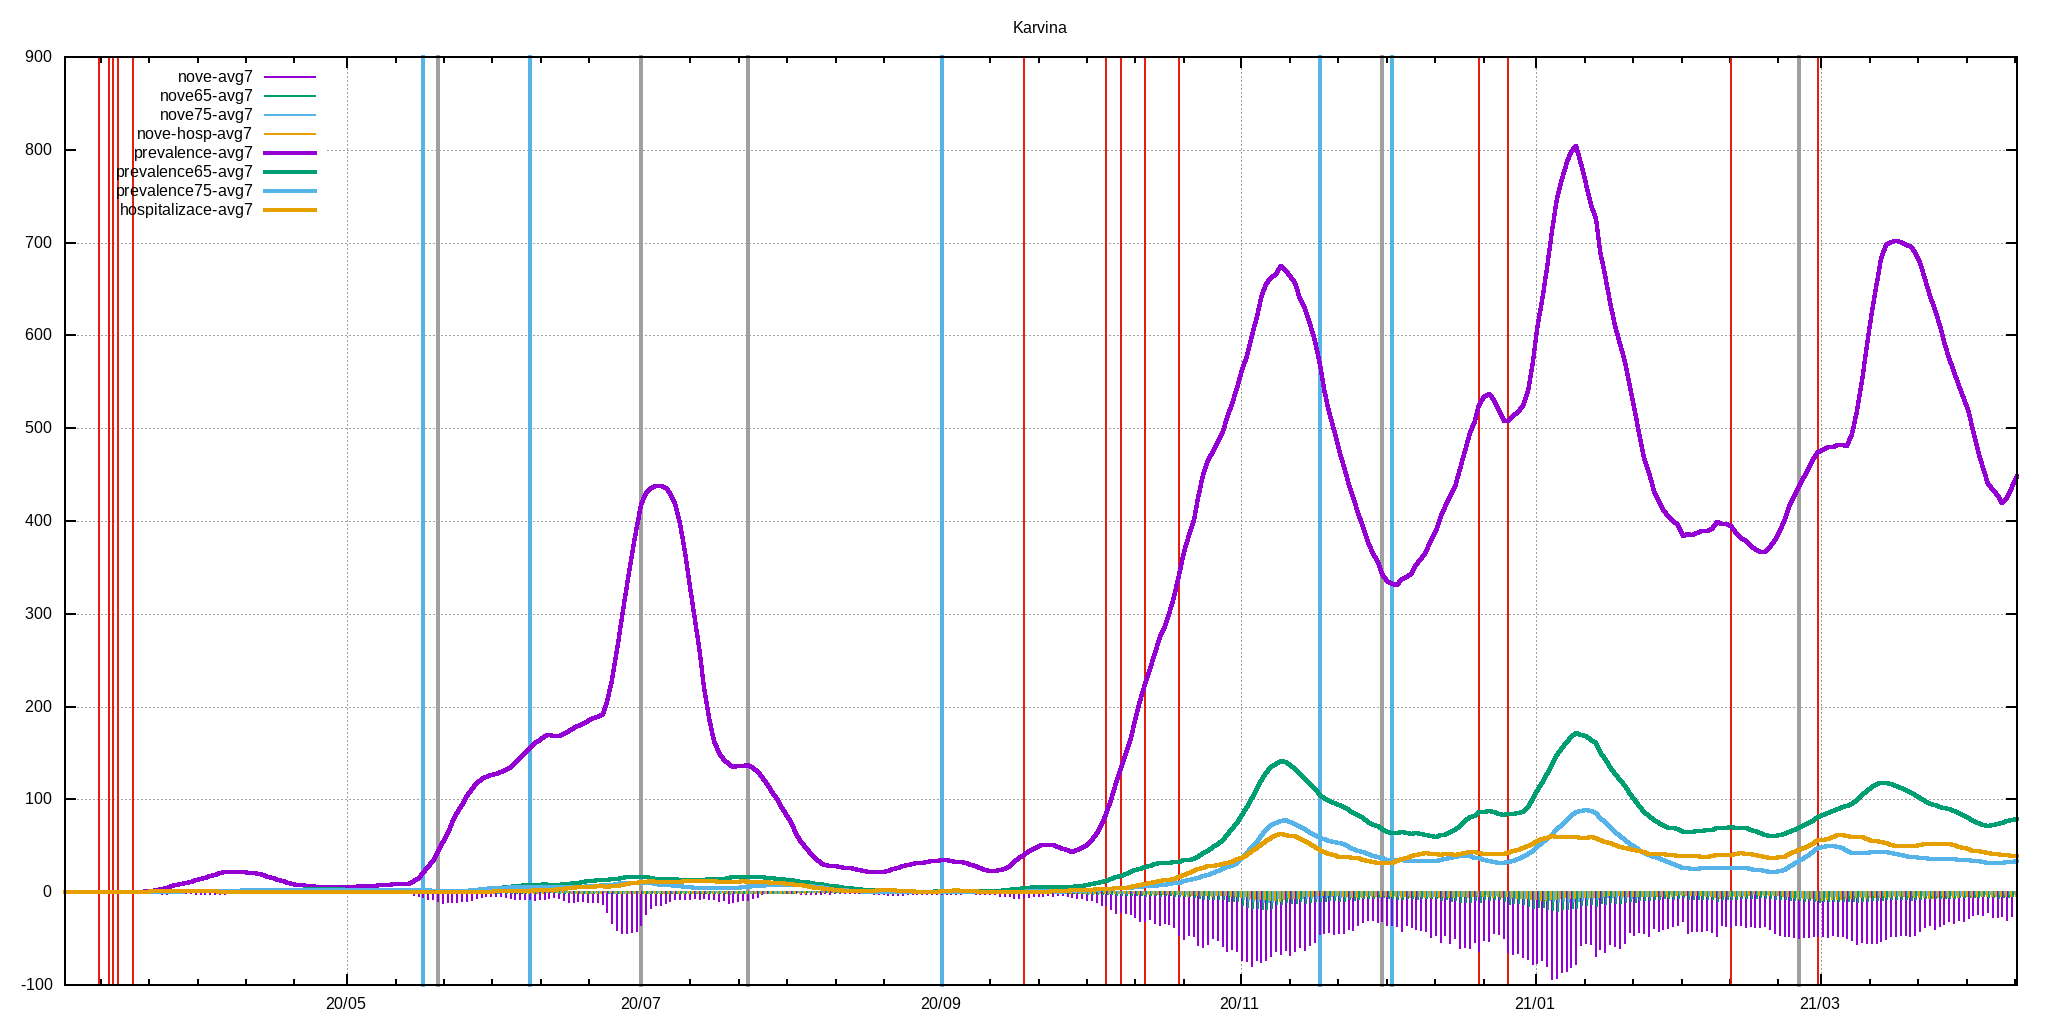 Karvina
900
800
700
600
500
400
300
200
100
0
-100
nove-avg7
nove65-avg7
nove75-avg7
nove-hosp-avg7
prevalence-avg7
prevalence65-avg7
prevalence75-avg7
hospitalizace-avg7
20/05 20/07 20/09 20/11 21/01 21/03